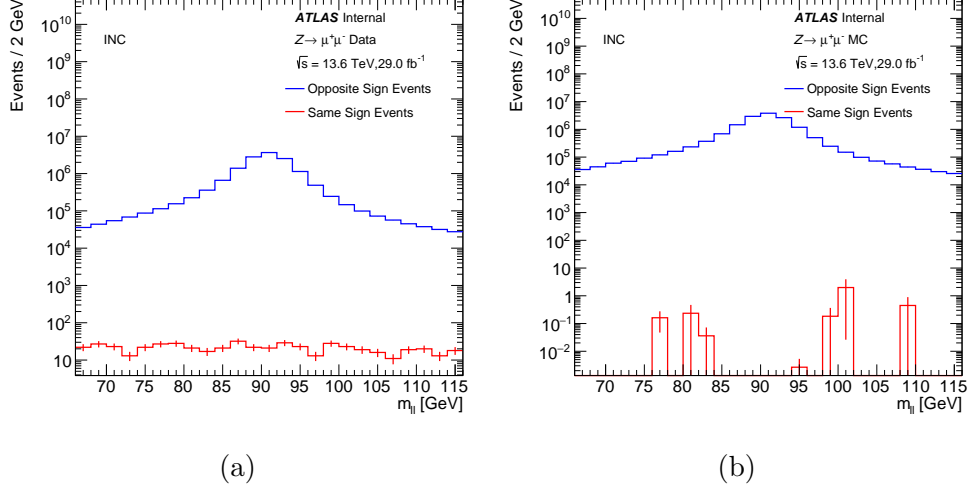 Events / 2 GeV
10¹⁰
10⁹
10⁸
10⁷
10⁶
10⁵
10⁴
10³
10²
10
INC
ATLAS Internal
Z→ μ⁺μ⁻ Data
√s = 13.6 TeV,29.0 fb⁻¹
Opposite Sign Events
Same Sign Events
70 75 80 85 90 95 100 105 110 115
m_ll [GeV]
(a)
Events / 2 GeV
10¹⁰
10⁹
10⁸
10⁷
10⁶
10⁵
10⁴
10³
10²
10
1
10⁻¹
10⁻²
INC
ATLAS Internal
Z→ μ⁺μ⁻ MC
√s = 13.6 TeV,29.0 fb⁻¹
Opposite Sign Events
Same Sign Events
70 75 80 85 90 95 100 105 110 115
m_ll [GeV]
(b)